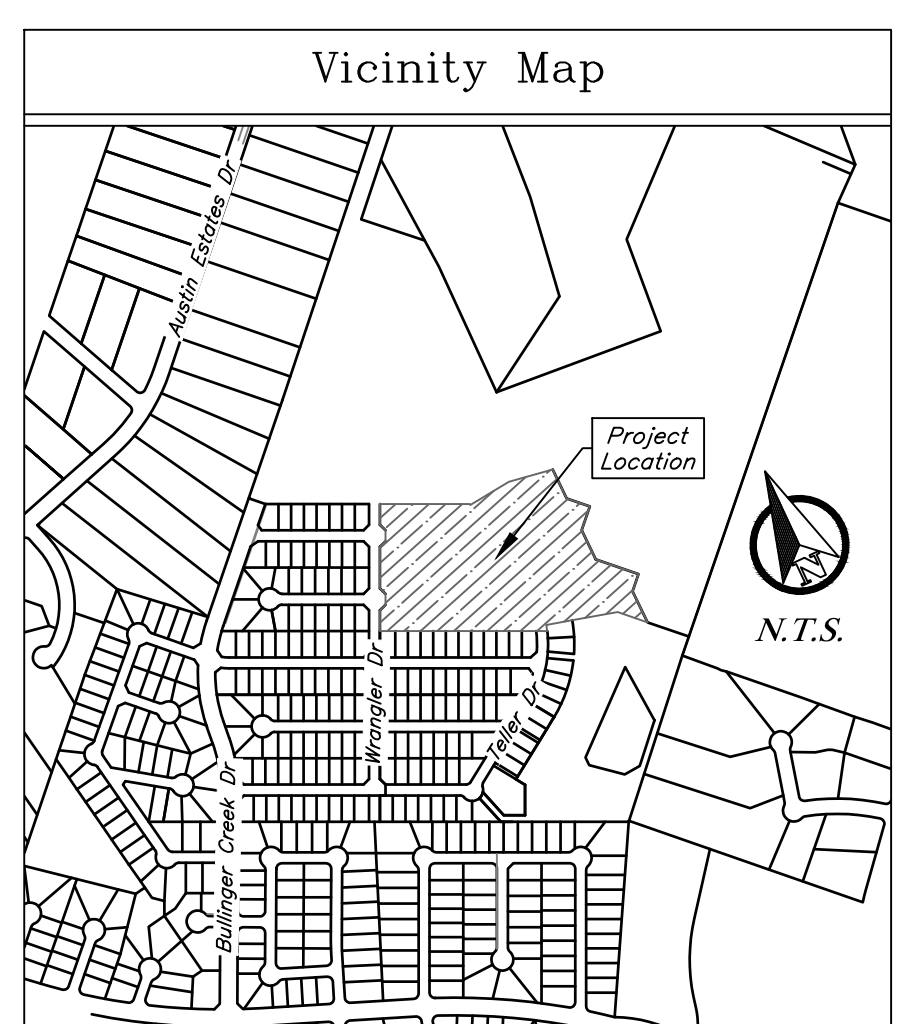 Vicinity Map
Austin Estates Dr
Project
Location
N
N.T.S.
Wrangler Dr
Teller Dr
Bullinger Creek Dr